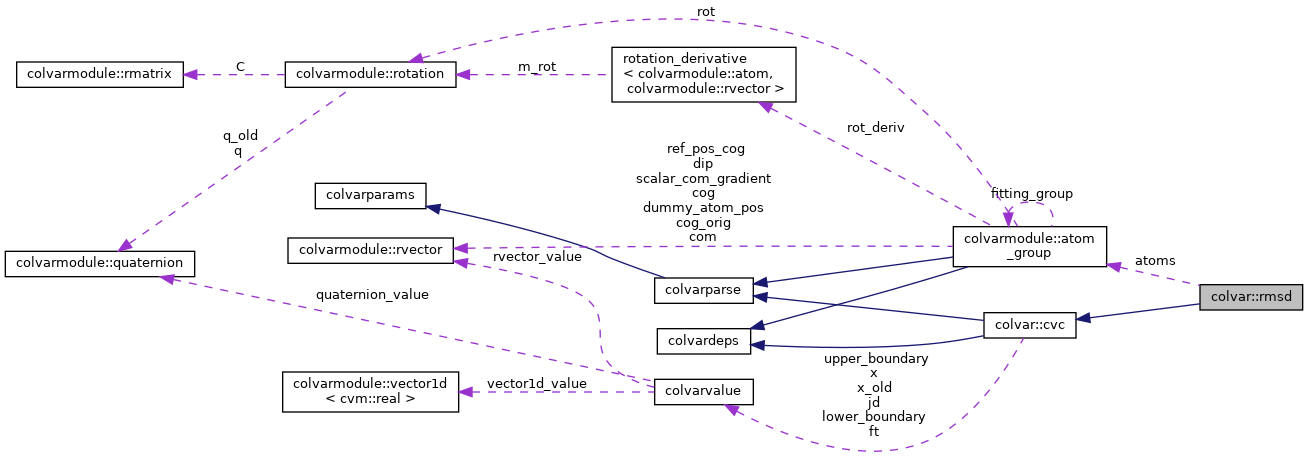 rot
colvarmodule::rmatrix
C
colvarmodule::rotation
m_rot
rotation_derivative
< colvarmodule::atom,
colvarmodule::rvector >
rot_deriv
q_old
q
ref_pos_cog
dip
scalar_com_gradient
cog
dummy_atom_pos
cog_orig
com
fitting_group
colvarparams
colvarmodule::atom
_group
colvarmodule::rvector
rvector_value
colvarmodule::quaternion
atoms
colvarparse
colvar::rmsd
quaternion_value
colvar::cvc
colvardeps
upper_boundary
x
x_old
jd
lower_boundary
ft
colvarmodule::vector1d
< cvm::real >
vector1d_value
colvarvalue